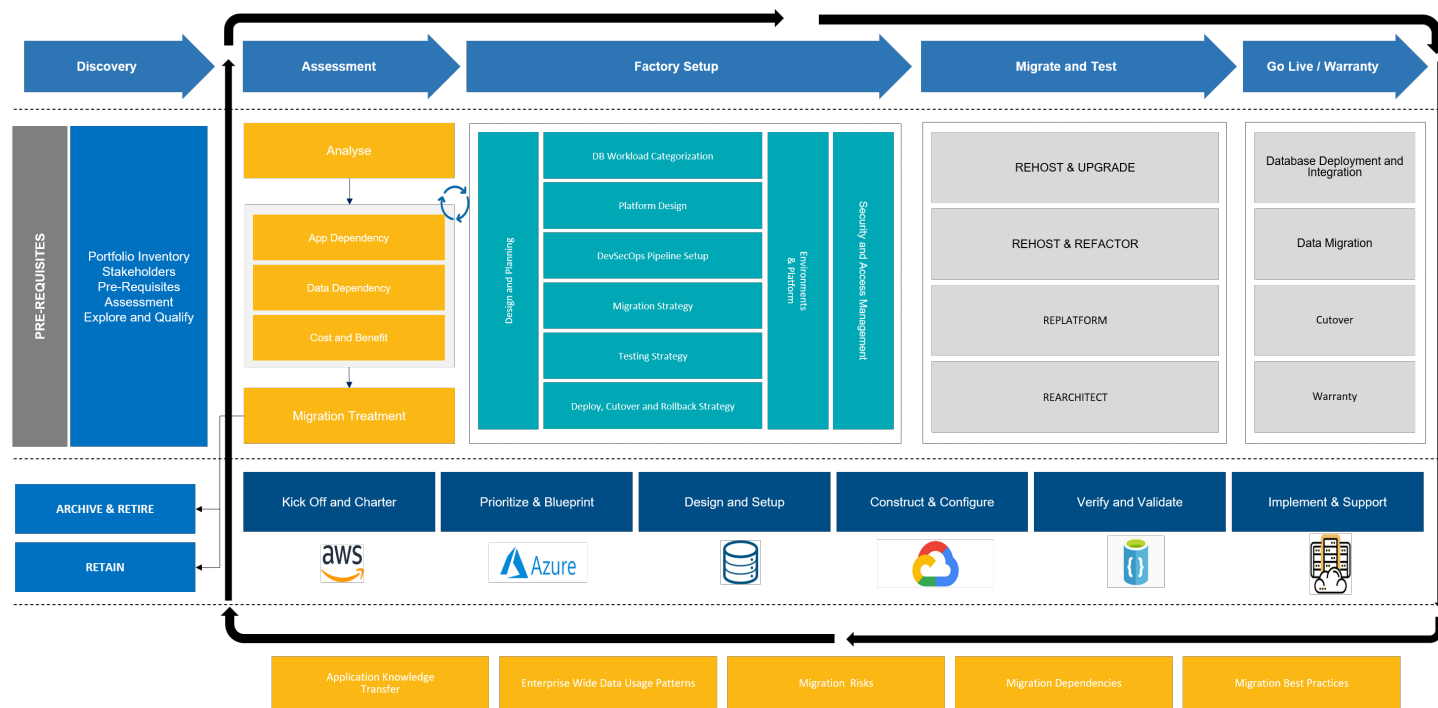 Discovery
Assessment
Factory Setup
Migrate and Test
Go Live / Warranty
PRE-REQUISITES
Portfolio Inventory
Stakeholders
Pre-Requisites
Assessment
Explore and Qualify
Analyse
App Dependency
Data Dependency
Cost and Benefit
Migration Treatment
Design and Planning
DB Workload Categorization
Platform Design
DevSecOps Pipeline Setup
Migration Strategy
Testing Strategy
Deploy, Cutover and Rollback Strategy
Environments
& Platform
Security and Access Management
REHOST & UPGRADE
REHOST & REFACTOR
REPLATFORM
REARCHITECT
Database Deployment and
Integration
Data Migration
Cutover
Warranty
ARCHIVE & RETIRE
RETAIN
Kick Off and Charter
Prioritize & Blueprint
Design and Setup
Construct & Configure
Verify and Validate
Implement & Support
aws
Azure
{ }
Application Knowledge
Transfer
Enterprise Wide Data Usage Patterns
Migration Risks
Migration Dependencies
Migration Best Practices